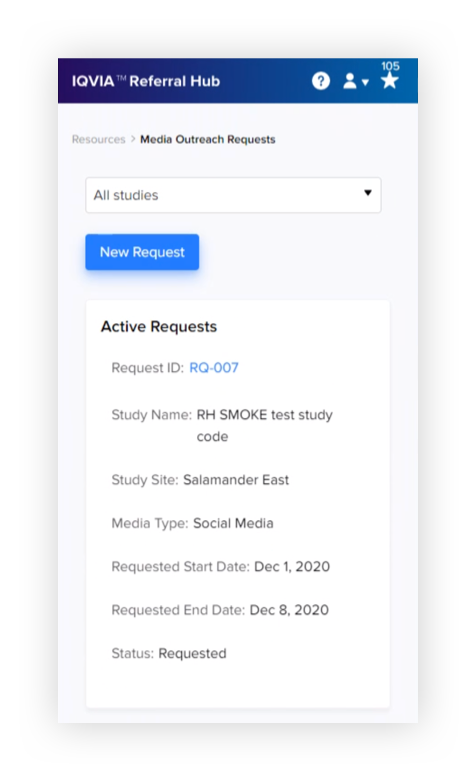 105
IQVIA™ Referral Hub ?
Resources > Media Outreach Requests
All studies
New Request
Active Requests
Request ID: RQ-007
Study Name: RH SMOKE test study
code
Study Site: Salamander East
Media Type: Social Media
Requested Start Date: Dec 1, 2020
Requested End Date: Dec 8, 2020
Status: Requested